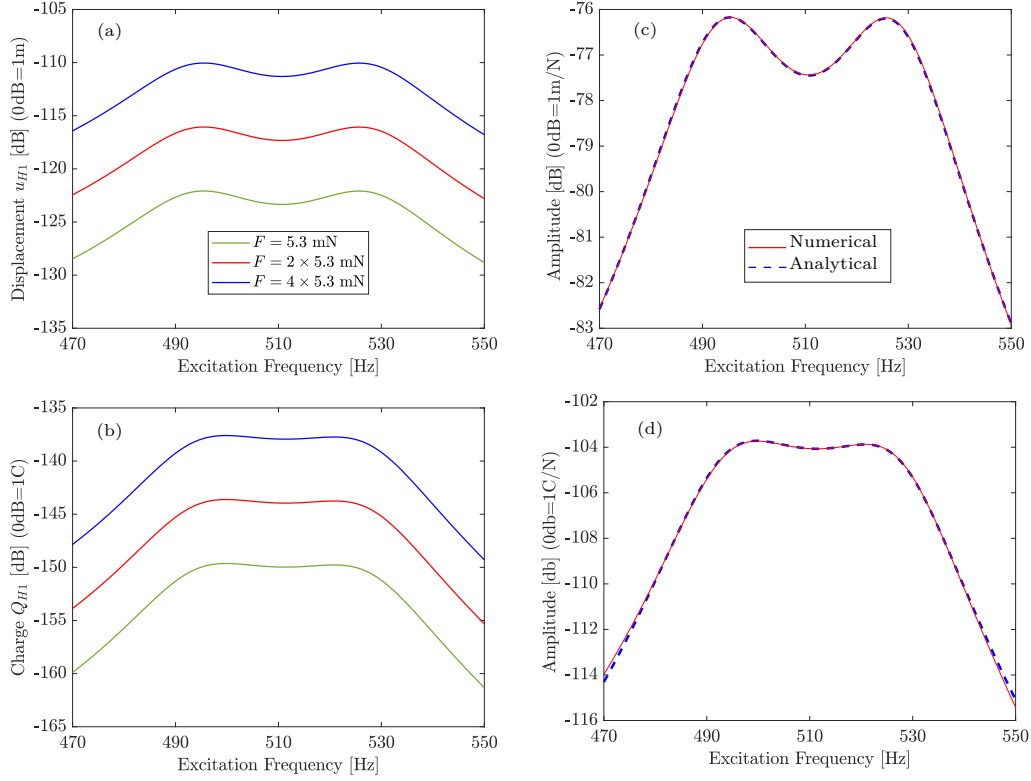 (a)
-110
-115
-120
-125
-130
-135
Displacement u_{H1} [dB] (0dB=1m)
F = 5.3 mN
F = 2 × 5.3 mN
F = 4 × 5.3 mN
470 490 510 530 550
Excitation Frequency [Hz]
(c)
-76
-78
-80
-82
-83
Amplitude [dB] (0dB=1m/N)
Numerical
Analytical
470 490 510 530 550
Excitation Frequency [Hz]
(b)
-135
-140
-145
-150
-155
-160
-165
Charge Q_{H1} [dB] (0dB=1C)
470 490 510 530 550
Excitation Frequency [Hz]
(d)
-102
-104
-106
-108
-110
-112
-114
-116
Amplitude [db] (0db=1C/N)
470 490 510 530 550
Excitation Frequency [Hz]